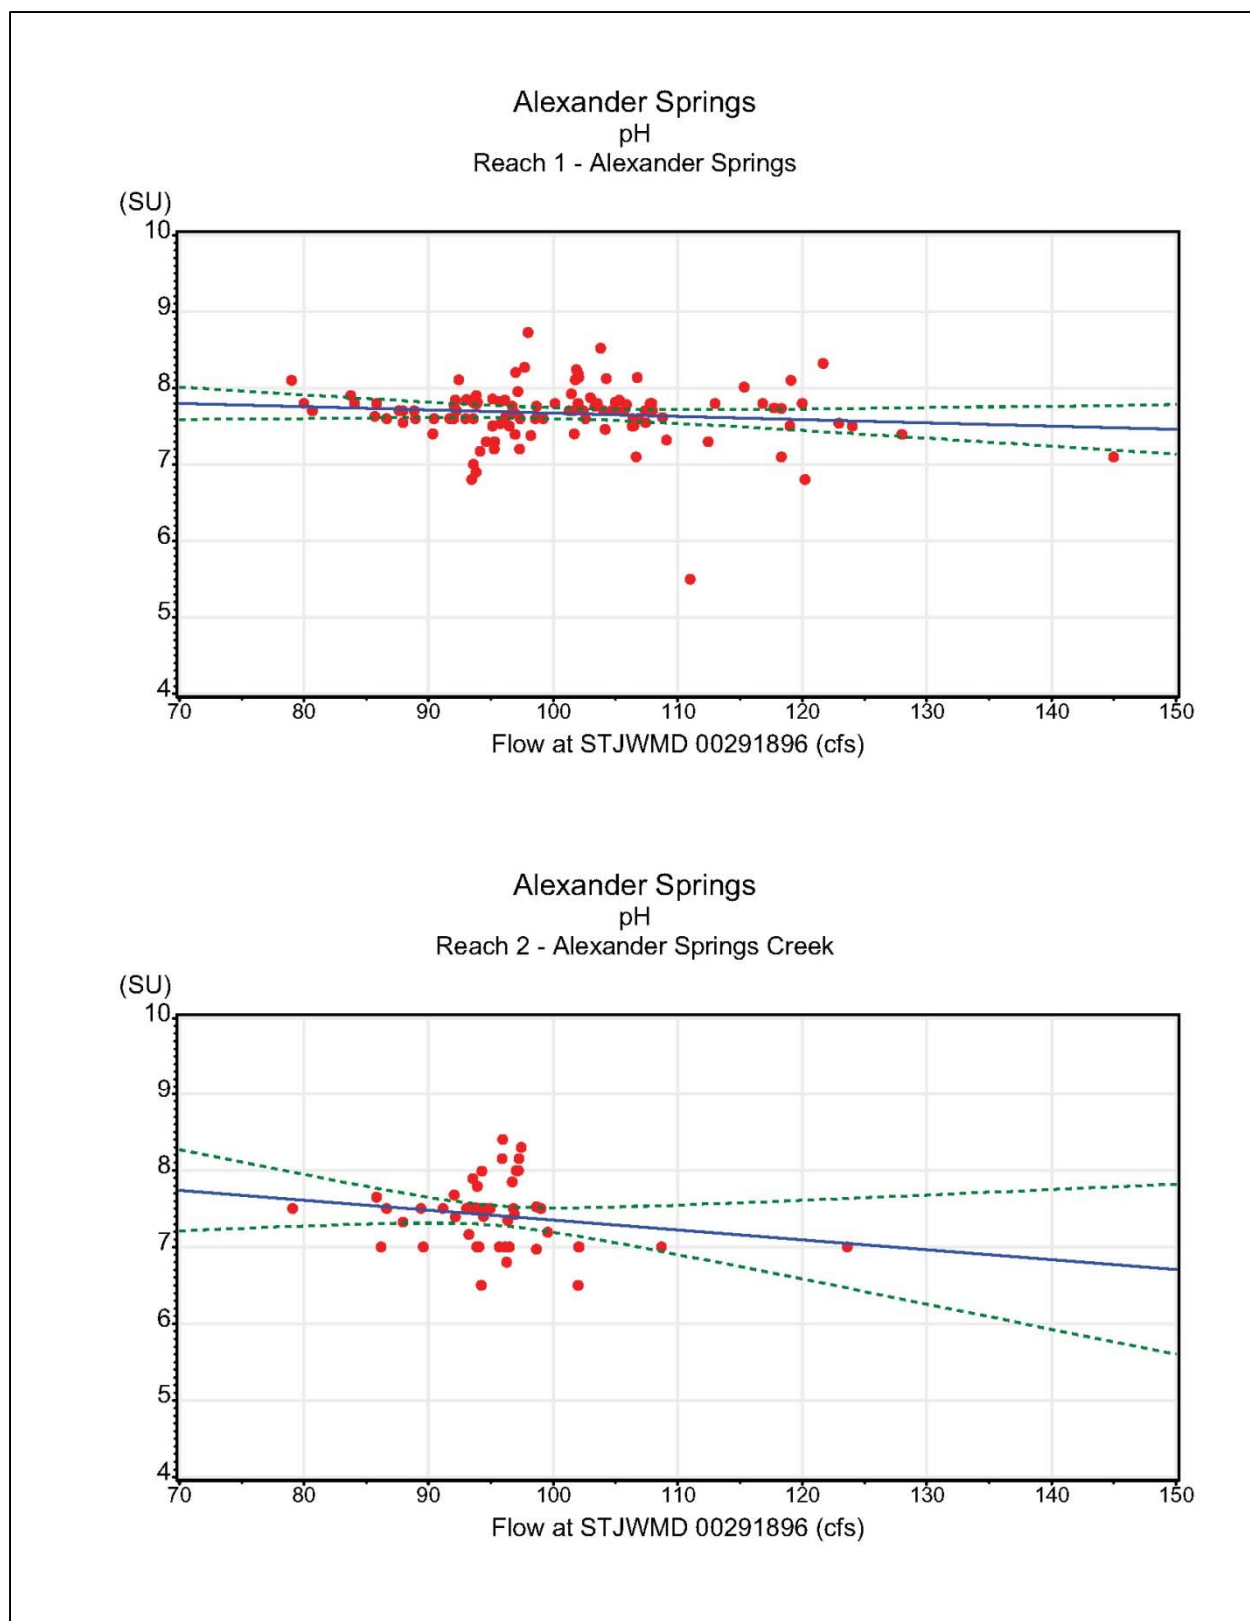 Alexander Springs
pH
Reach 1 - Alexander Springs
(SU)
10
9
8
7
6
5
4
70 80 90 100 110 120 130 140 150
Flow at STJWMD 00291896 (cfs)
Alexander Springs
pH
Reach 2 - Alexander Springs Creek
(SU)
10
9
8
7
6
5
4
70 80 90 100 110 120 130 140 150
Flow at STJWMD 00291896 (cfs)